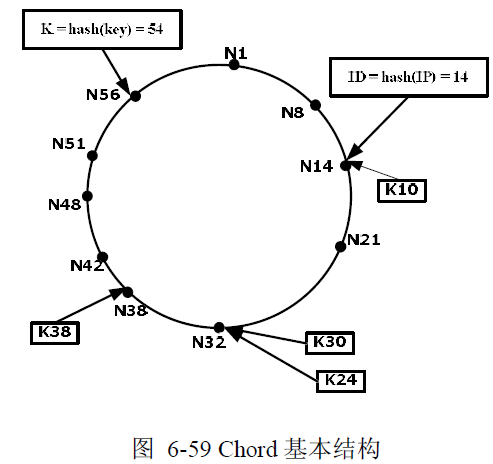 K = hash(key) = 54
N1
ID = hash(IP) = 14
N56
N8
N51
N14
K10
N48
N21
N42
N38
K38
N32
K30
K24
图 6-59 Chord 基本结构